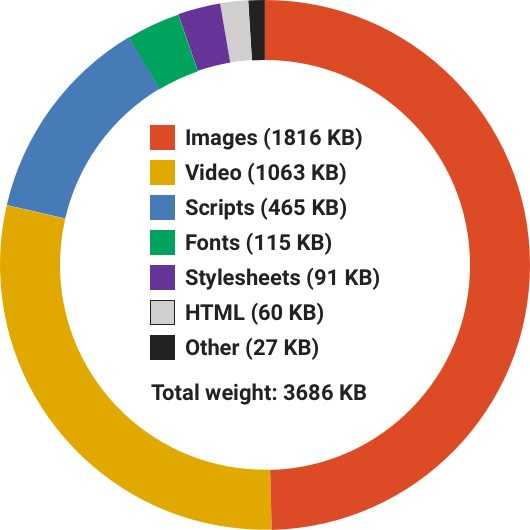 Images (1816 KB)
Video (1063 KB)
Scripts (465 KB)
Fonts (115 KB)
Stylesheets (91 KB)
HTML (60 KB)
Other (27 KB)
Total weight: 3686 KB